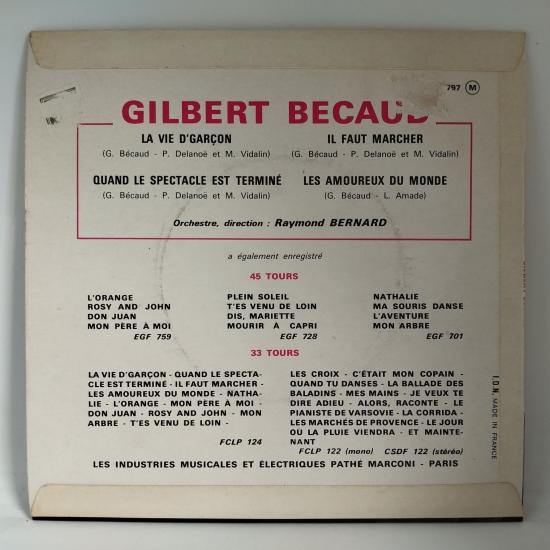 797 M
GILBERT BECAUD
LA VIE D'GARÇON IL FAUT MARCHER
(G. Bécaud - P. Delanoë et M. Vidalin) (G. Bécaud - P. Delanoë et M. Vidalin)
QUAND LE SPECTACLE EST TERMINÉ LES AMOUREUX DU MONDE
(G. Bécaud - P. Delanoë et M. Vidalin) (G. Bécaud - L. Amade)
Orchestre, direction : Raymond BERNARD
a également enregistré
45 TOURS
L'ORANGE
ROSY AND JOHN
DON JUAN
MON PÈRE À MOI
EGF 759
PLEIN SOLEIL
T'ES VENU DE LOIN
DIS, MARIETTE
MOURIR À CAPRI
EGF 728
NATHALIE
MA SOURIS DANSE
L'AVENTURE
MON ARBRE
EGF 701
33 TOURS
LA VIE D'GARÇON - QUAND LE SPECTA-
CLE EST TERMINÉ - IL FAUT MARCHER -
LES AMOUREUX DU MONDE - NATHA-
LIE - L'ORANGE - MON PÈRE À MOI -
DON JUAN - ROSY AND JOHN - MON
ARBRE - T'ES VENU DE LOIN -
FCLP 124
LES CROIX - C'ÉTAIT MON COPAIN -
QUAND TU DANSES - LA BALLADE DES
BALADINS - MES MAINS - JE VEUX TE
DIRE ADIEU - ALORS, RACONTE - LE
PIANISTE DE VARSOVIE - LA CORRIDA -
LES MARCHÉS DE PROVENCE - LE JOUR
OÙ LA PLUIE VIENDRA - ET MAINTE-
NANT
FCLP 122 (mono) CSDF 122 (stéréo)
LES INDUSTRIES MUSICALES ET ÉLECTRIQUES PATHÉ MARCONI - PARIS
I.D.N. MADE IN FRANCE